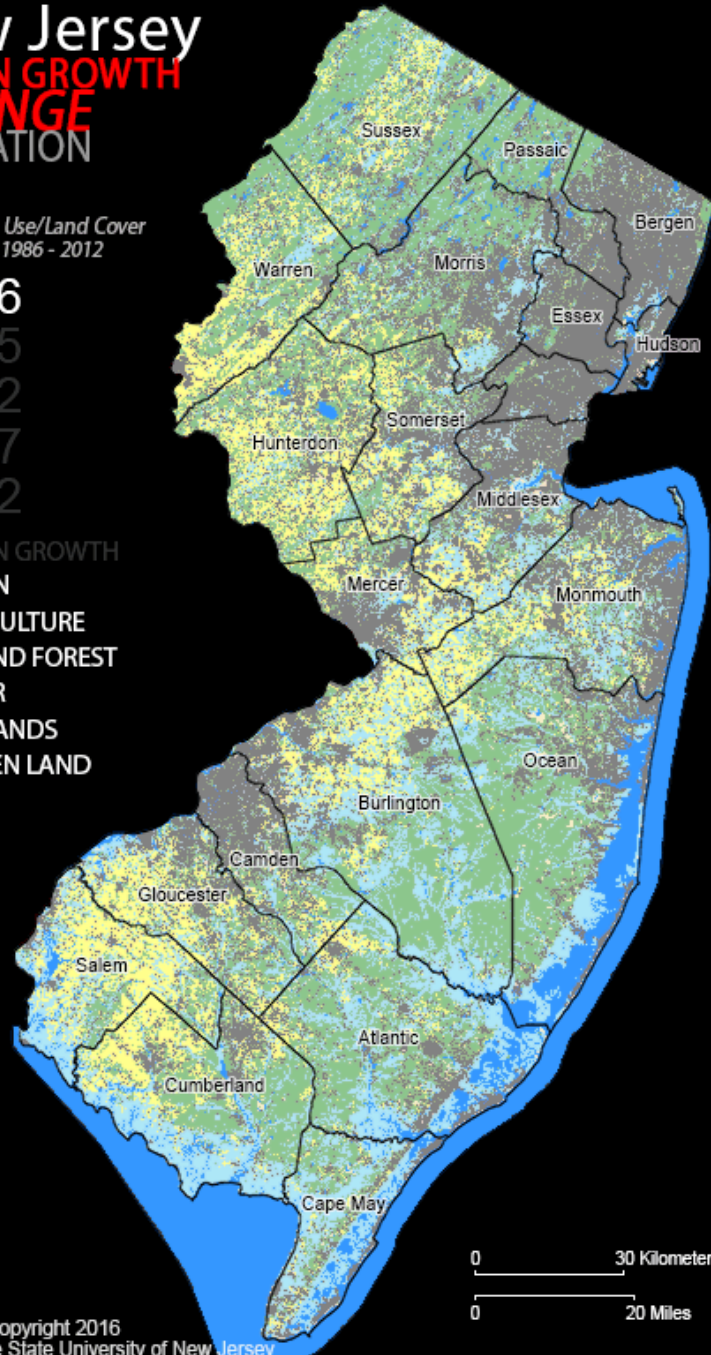 w Jersey
N GROWTH
NGE
ATION
Use/Land Cover
1986 - 2012
6
5
2
7
2
N GROWTH
N
ULTURE
ND FOREST
R
ANDS
EN LAND
Sussex
Passaic
Bergen
Warren
Morris
Essex
Hudson
Somerset
Hunterdon
Middlesex
Mercer
Monmouth
Ocean
Burlington
Camden
Gloucester
Salem
Atlantic
Cumberland
Cape May
0 30 Kilometer
0 20 Miles
opyright 2016
e State University of New Jersey